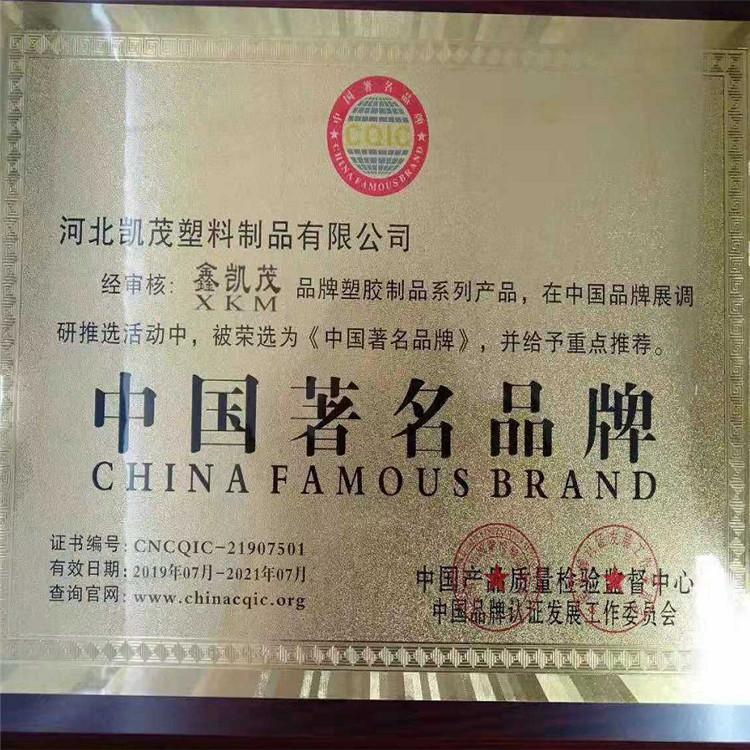 中国著名品牌
CQIC
CHINA FAMOUS BRAND
河北凯茂塑料制品有限公司
经审核：鑫凯茂 品牌塑胶制品系列产品，在中国品牌展调
XKM
研推选活动中，被荣选为《中国著名品牌》，并给予重点推荐。
中国著名品牌
CHINA FAMOUS BRAND
证书编号：CNCQIC-21907501
有效日期：2019年07月-2021年07月
查询官网：www.chinacqic.org
中国产品质量检验监督中心
中国品牌认证发展工作委员会